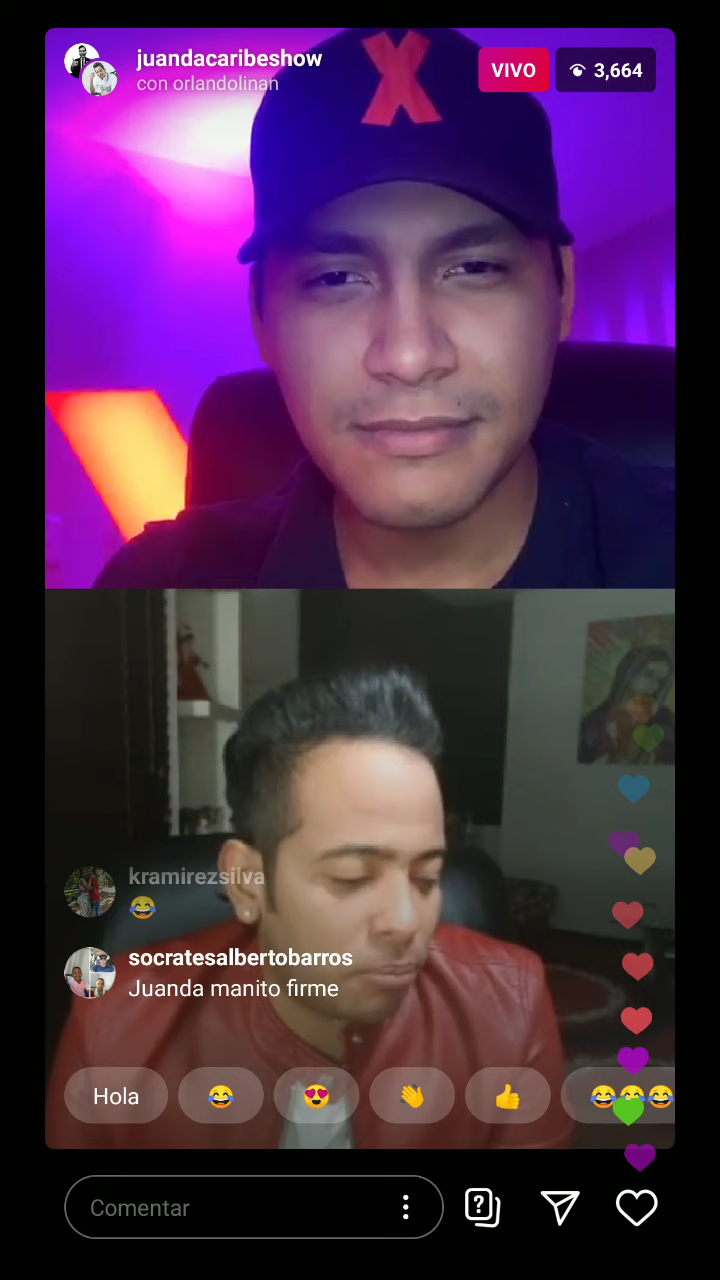 juandacaribeshow
con orlandolinan
VIVO
3,664
X
kramirezsilva
😂
socratesalbertobarros
Juanda manito firme
Hola
😂
😍
👋
👍
😂😂😂
Comentar